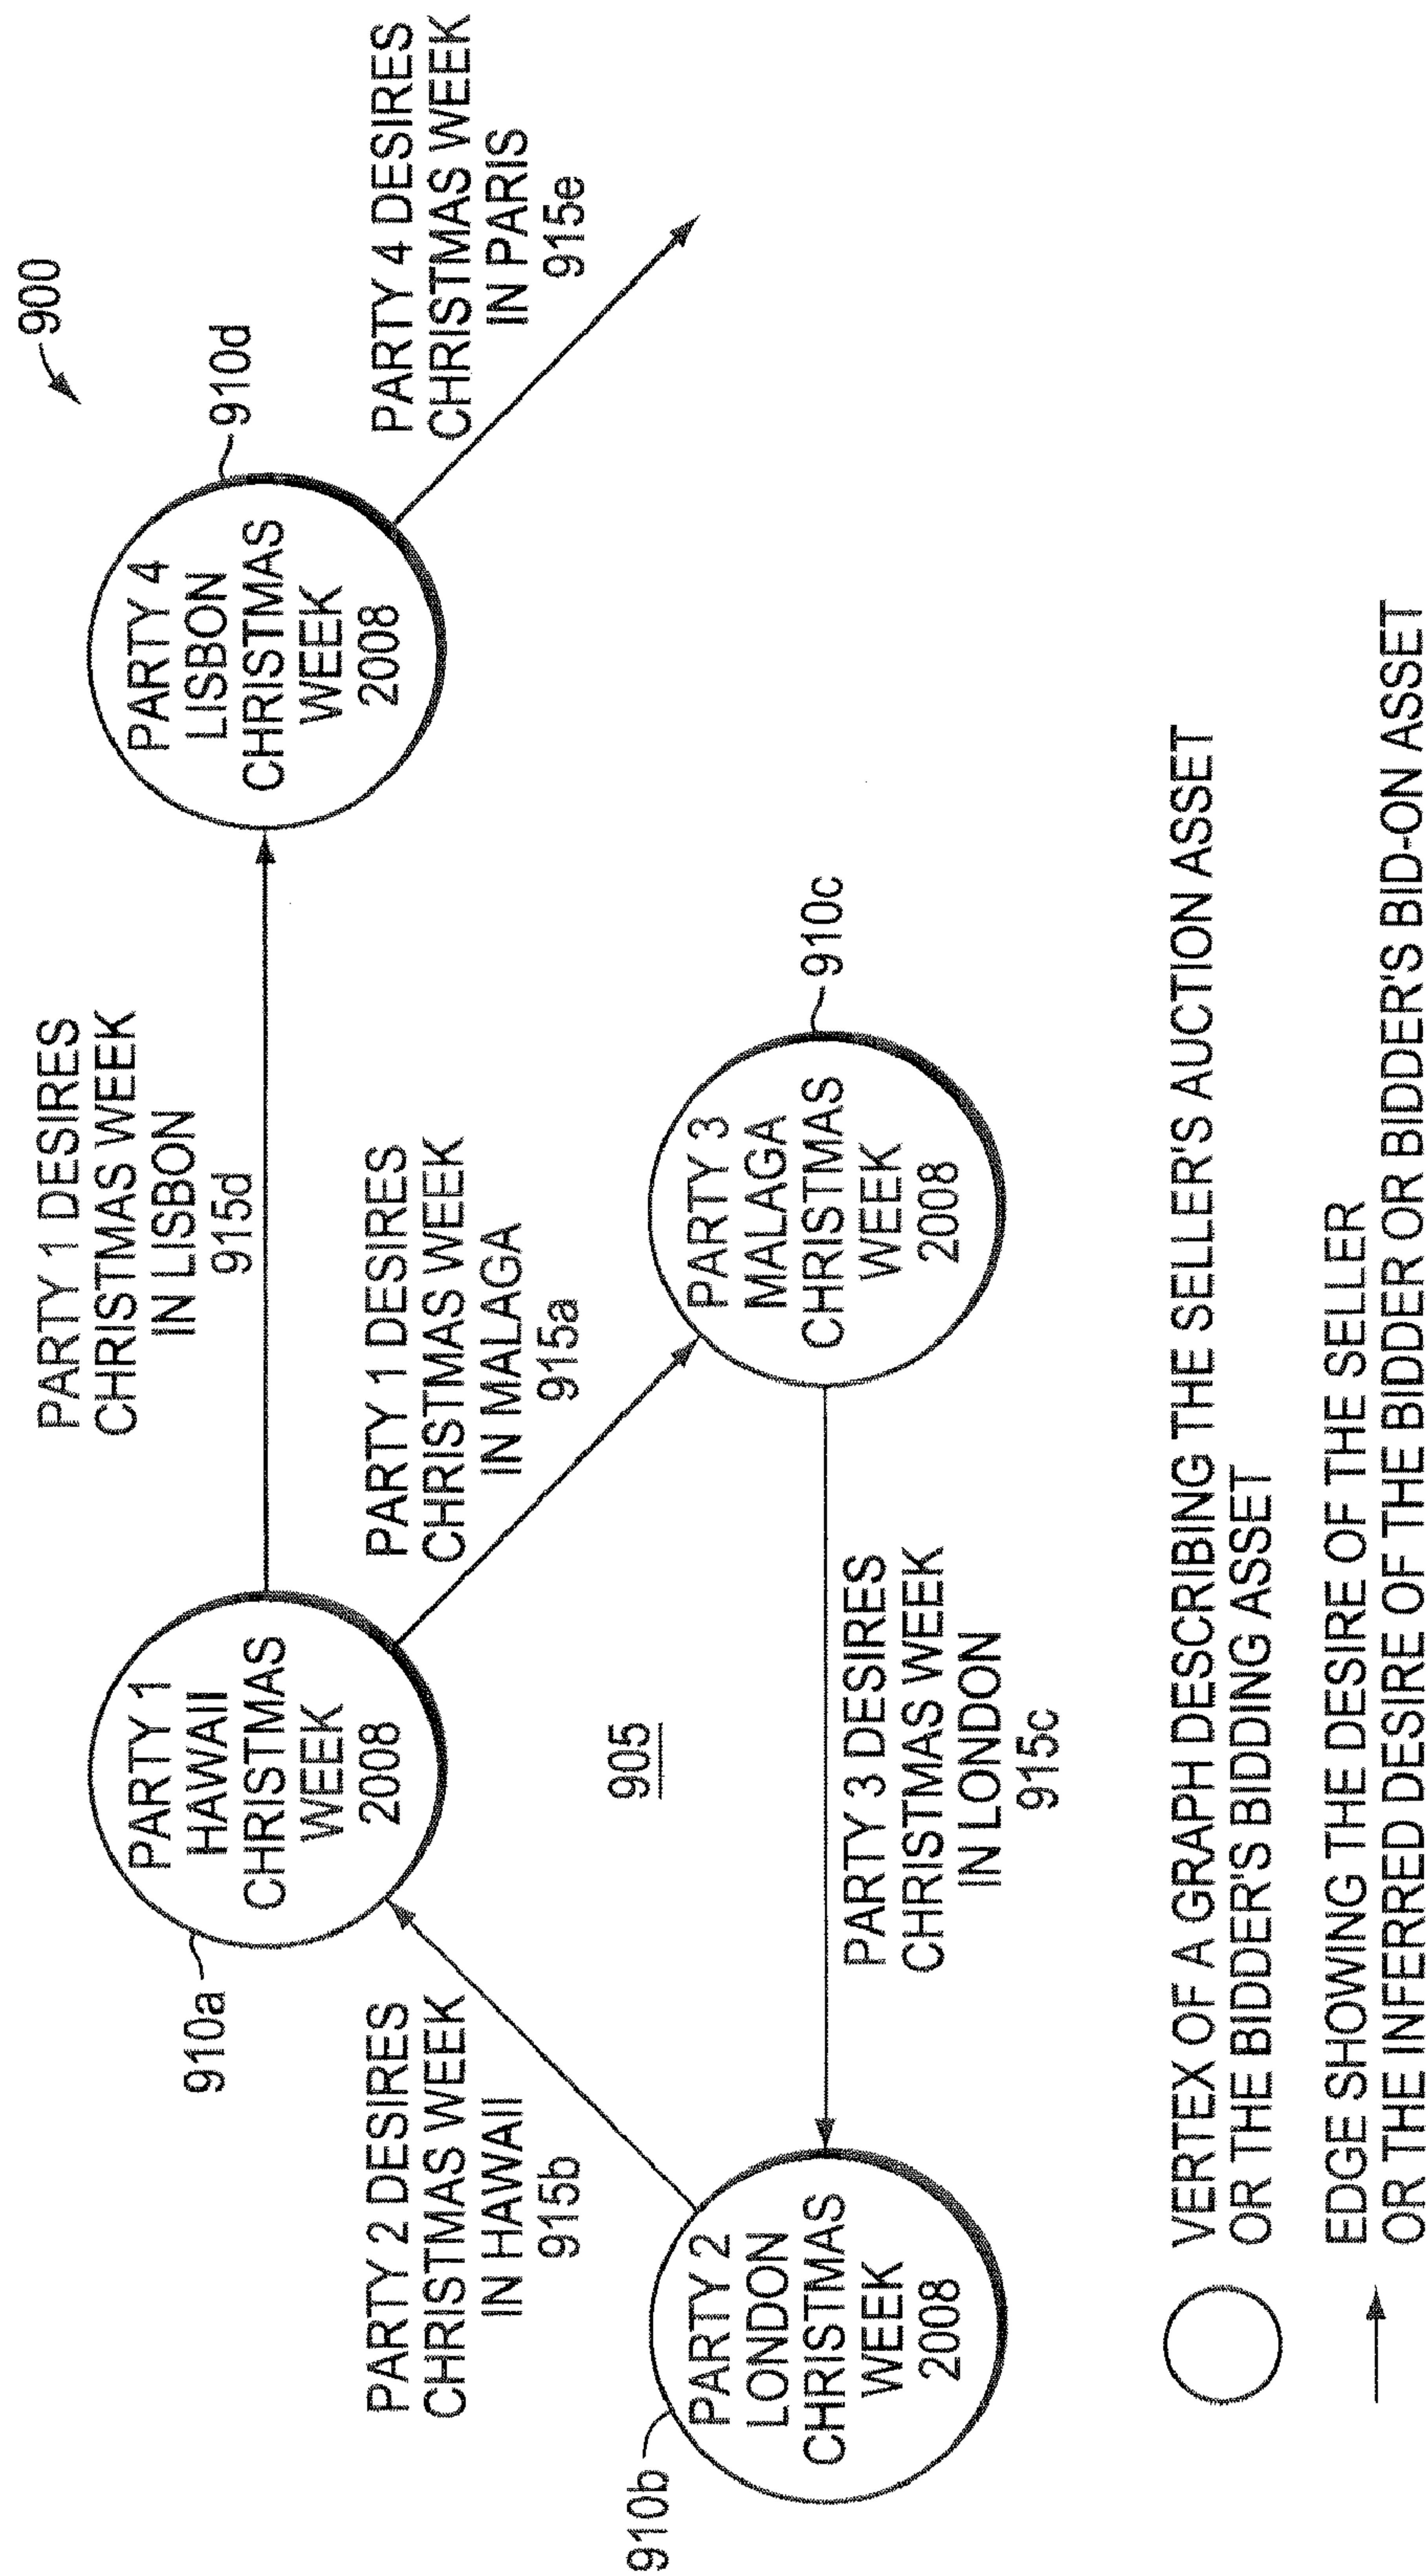 900
PARTY 1 DESIRES
CHRISTMAS WEEK
IN LISBON
915d
910a
PARTY 1
HAWAII
CHRISTMAS
WEEK
2008
PARTY 4
LISBON
CHRISTMAS
WEEK
2008
910d
PARTY 2 DESIRES
CHRISTMAS WEEK
IN HAWAII
915b
PARTY 1 DESIRES
CHRISTMAS WEEK
IN MALAGA
915a
PARTY 4 DESIRES
CHRISTMAS WEEK
IN PARIS
915e
905
910b
PARTY 2
LONDON
CHRISTMAS
WEEK
2008
PARTY 3
MALAGA
CHRISTMAS
WEEK
2008
910c
PARTY 3 DESIRES
CHRISTMAS WEEK
IN LONDON
915c
VERTEX OF A GRAPH DESCRIBING THE SELLER'S AUCTION ASSET
OR THE BIDDER'S BIDDING ASSET
EDGE SHOWING THE DESIRE OF THE SELLER
OR THE INFERRED DESIRE OF THE BIDDER OR BIDDER'S BID-ON ASSET